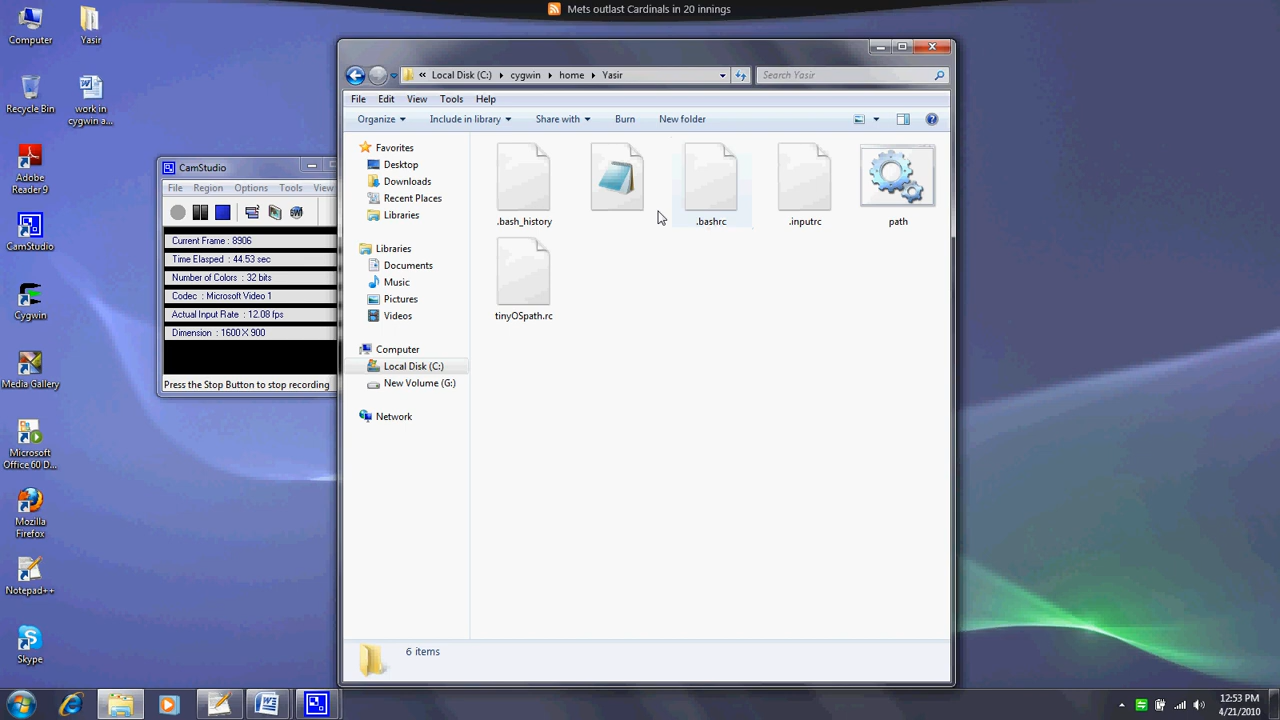 Mets outlast Cardinals in 20 innings
Computer
Yasir
Recycle Bin
work in
cygwin a...
Adobe
Reader 9
CamStudio
Cygwin
Media Gallery
Microsoft
Office 60 D...
Mozilla
Firefox
Notepad++
Skype
CamStudio
File Region Options Tools View
Current Frame : 8906
Time Elasped : 44.53 sec
Number of Colors : 32 bits
Codec : Microsoft Video 1
Actual Input Rate : 12.08 fps
Dimension : 1600 X 900
Press the Stop Button to stop recording
« Local Disk (C:) cygwin home Yasir
Search Yasir
File Edit View Tools Help
Organize Include in library Share with Burn New folder
Favorites
Desktop
Downloads
Recent Places
Libraries
Libraries
Documents
Music
Pictures
Videos
Computer
Local Disk (C:)
New Volume (G:)
Network
.bash_history
.bashrc
.inputrc
path
tinyOSpath.rc
6 items
12:53 PM
4/21/2010